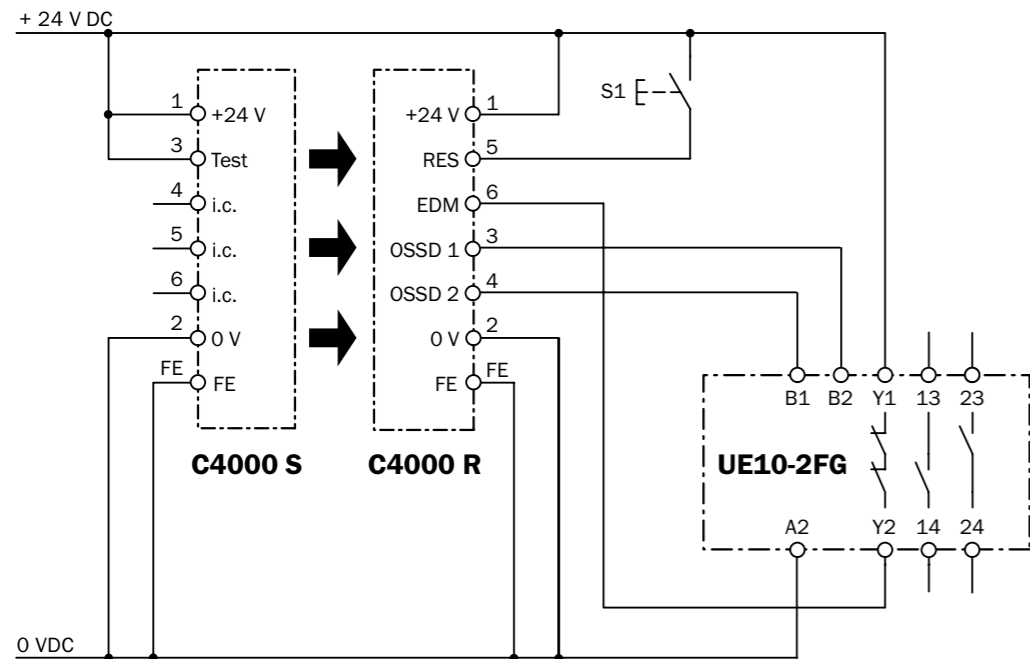 + 24 V DC
S1
1 +24 V
3 Test
4 i.c.
5 i.c.
6 i.c.
2 0 V
FE FE
C4000 S
+24 V 1
RES 5
EDM 6
OSSD 1 3
OSSD 2 4
0 V 2
FE FE
C4000 R
B1 B2 Y1 13 23
UE10-2FG
A2 Y2 14 24
0 VDC